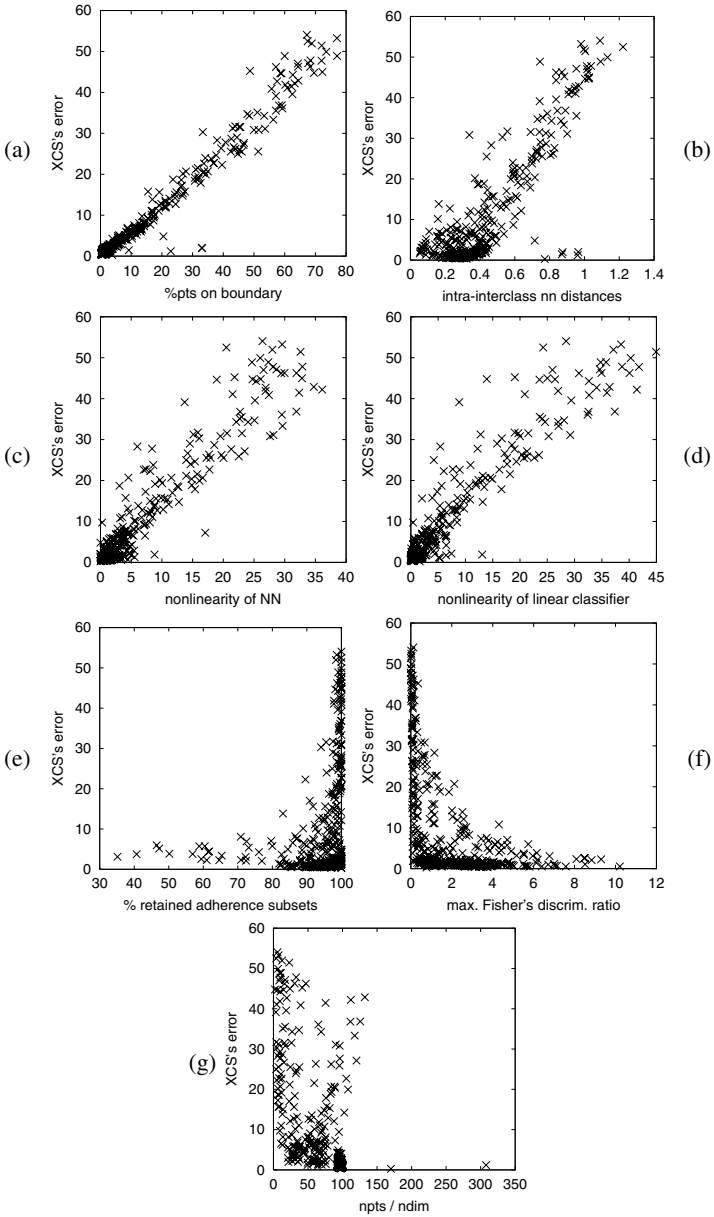 (a)
XCS's error
60
50
40
30
20
10
0
0 10 20 30 40 50 60 70 80
%pts on boundary
(b)
XCS's error
60
50
40
30
20
10
0
0 0.2 0.4 0.6 0.8 1 1.2 1.4
intra-interclass nn distances
(c)
XCS's error
60
50
40
30
20
10
0
0 5 10 15 20 25 30 35 40
nonlinearity of NN
(d)
XCS's error
60
50
40
30
20
10
0
0 5 10 15 20 25 30 35 40 45
nonlinearity of linear classifier
(e)
XCS's error
60
50
40
30
20
10
0
30 40 50 60 70 80 90 100
% retained adherence subsets
(f)
XCS's error
60
50
40
30
20
10
0
0 2 4 6 8 10 12
max. Fisher's discrim. ratio
(g)
XCS's error
60
50
40
30
20
10
0
0 50 100 150 200 250 300 350
npts / ndim